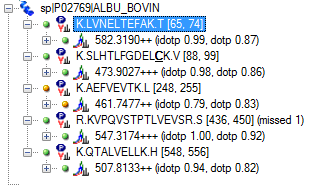 sp|P02769|ALBU_BOVIN
K.LVNELTEFAK.T [65, 74]
582.3190++ (idotp 0.99, dotp 0.87)
K.SLHTLFGDELCK.V [88, 99]
473.9027+++ (idotp 0.98, dotp 0.86)
K.AEFVEVTK.L [248, 255]
461.7477++ (idotp 0.79, dotp 0.83)
R.KVPQVSTPTLVEVSR.S [436, 450] (missed 1)
547.3174+++ (idotp 1.00, dotp 0.92)
K.QTALVELLK.H [548, 556]
507.8133++ (idotp 0.94, dotp 0.82)